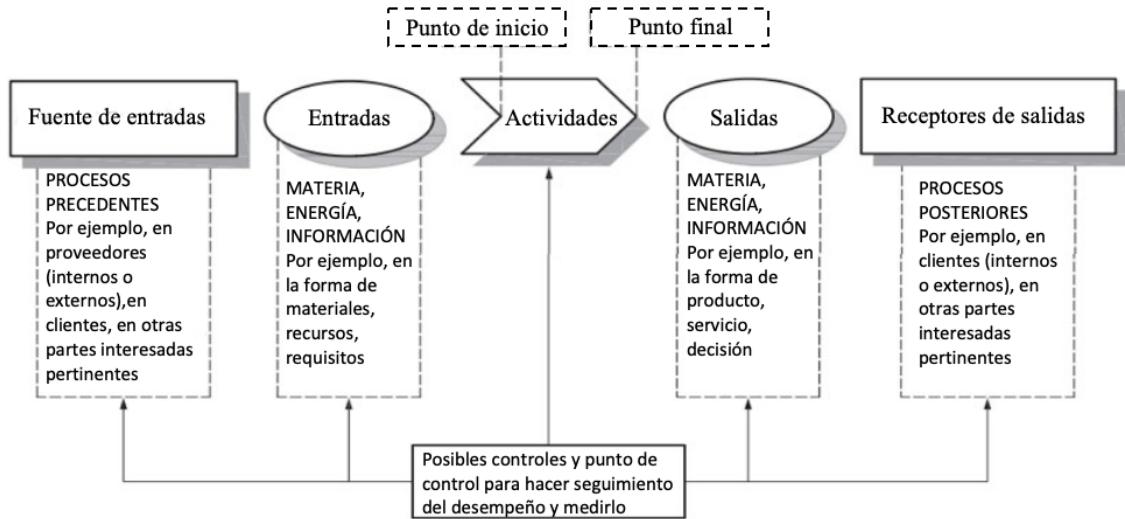 Punto de inicio
Punto final
Fuente de entradas
Entradas
Actividades
Salidas
Receptores de salidas
PROCESOS
PRECEDENTES
Por ejemplo, en
proveedores
(internos o
externos),en
clientes, en otras
partes interesadas
pertinentes
MATERIA,
ENERGÍA,
INFORMACIÓN
Por ejemplo, en
la forma de
materiales,
recursos,
requisitos
MATERIA,
ENERGÍA,
INFORMACIÓN
Por ejemplo, en
la forma de
producto,
servicio,
decisión
PROCESOS
POSTERIORES
Por ejemplo, en
clientes (internos
o externos), en
otras partes
interesadas
pertinentes
Posibles controles y punto de
control para hacer seguimiento
del desempeño y medirlo